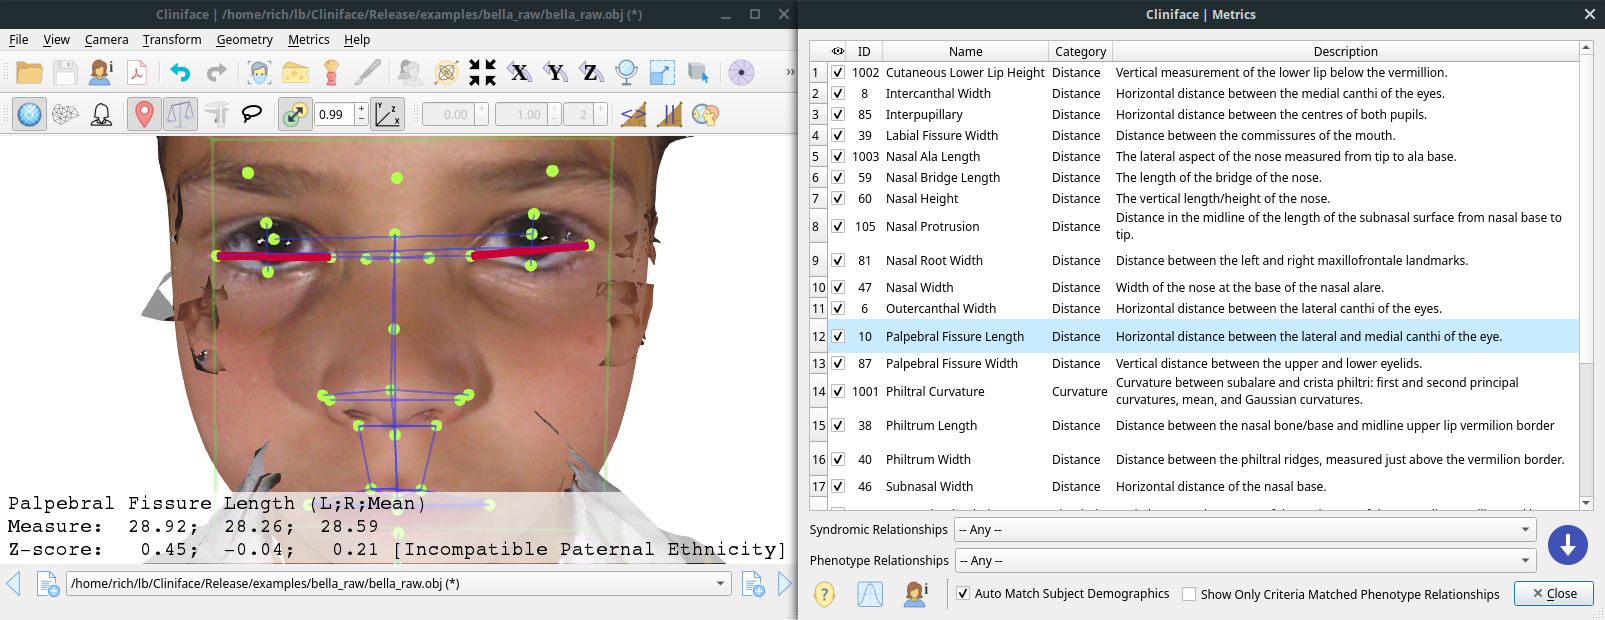 Cliniface | /home/rich/lb/Cliniface/Release/examples/bella_raw/bella_raw.obj (*)
File View Camera Transform Geometry Metrics Help
X Y Z »
0.99 Y Z X 0.00 1.00 2
Palpebral Fissure Length (L;R;Mean)
Measure: 28.92; 28.26; 28.59
Z-score: 0.45; -0.04; 0.21 [Incompatible Paternal Ethnicity]
/home/rich/lb/Cliniface/Release/examples/bella_raw/bella_raw.obj (*)
Cliniface | Metrics
ID Name Category Description
1 1002 Cutaneous Lower Lip Height Distance Vertical measurement of the lower lip below the vermillion.
2 8 Intercanthal Width Distance Horizontal distance between the medial canthi of the eyes.
3 85 Interpupillary Distance Horizontal distance between the centres of both pupils.
4 39 Labial Fissure Width Distance Distance between the commissures of the mouth.
5 1003 Nasal Ala Length Distance The lateral aspect of the nose measured from tip to ala base.
6 59 Nasal Bridge Length Distance The length of the bridge of the nose.
7 60 Nasal Height Distance The vertical length/height of the nose.
8 105 Nasal Protrusion Distance Distance in the midline of the length of the subnasal surface from nasal base to
tip.
9 81 Nasal Root Width Distance Distance between the left and right maxillofrontale landmarks.
10 47 Nasal Width Distance Width of the nose at the base of the nasal alare.
11 6 Outercanthal Width Distance Horizontal distance between the lateral canthi of the eyes.
12 10 Palpebral Fissure Length Distance Horizontal distance between the lateral and medial canthi of the eye.
13 87 Palpebral Fissure Width Distance Vertical distance between the upper and lower eyelids.
14 1001 Philtral Curvature Curvature Curvature between subalare and crista philtri: first and second principal
curvatures, mean, and Gaussian curvatures.
15 38 Philtrum Length Distance Distance between the nasal bone/base and midline upper lip vermilion border
16 40 Philtrum Width Distance Distance between the philtral ridges, measured just above the vermilion border.
17 46 Subnasal Width Distance Horizontal distance of the nasal base.
Syndromic Relationships -- Any --
Phenotype Relationships -- Any --
? i Auto Match Subject Demographics Show Only Criteria Matched Phenotype Relationships Close